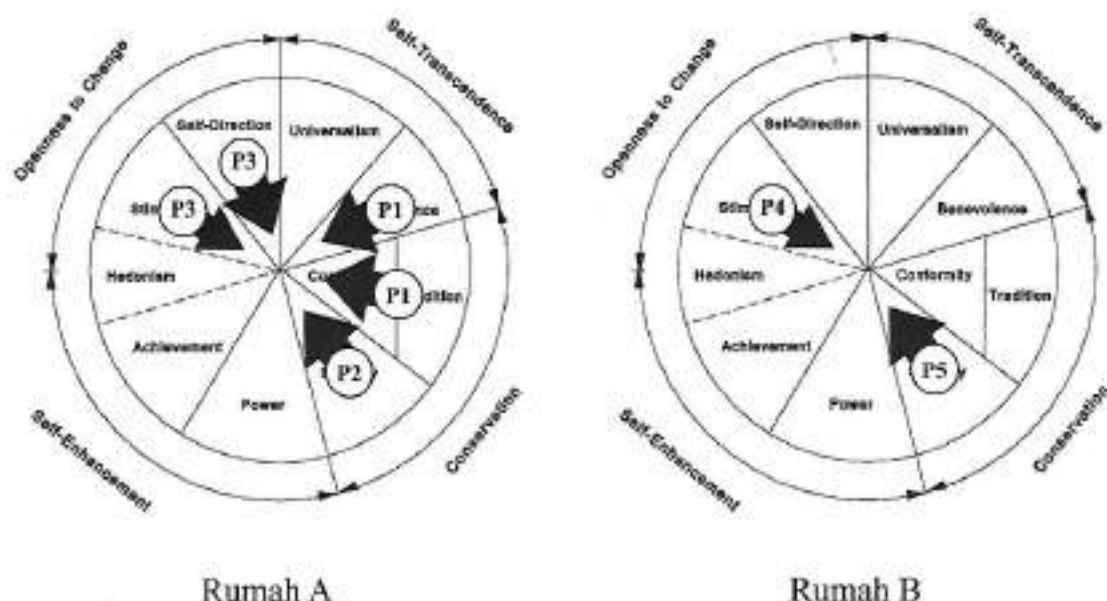 Openness to Change
Self-Transcendence
Self-Direction
Universalism
P3
P3
P1
P1
Hedonism
Achievement
P2
Power
Self-Enhancement
Conservation
Rumah A
Openness to Change
Self-Transcendence
Self-Direction
Universalism
P4
Benevolence
Hedonism
Conformity
Tradition
Achievement
P5
Power
Self-Enhancement
Conservation
Rumah B